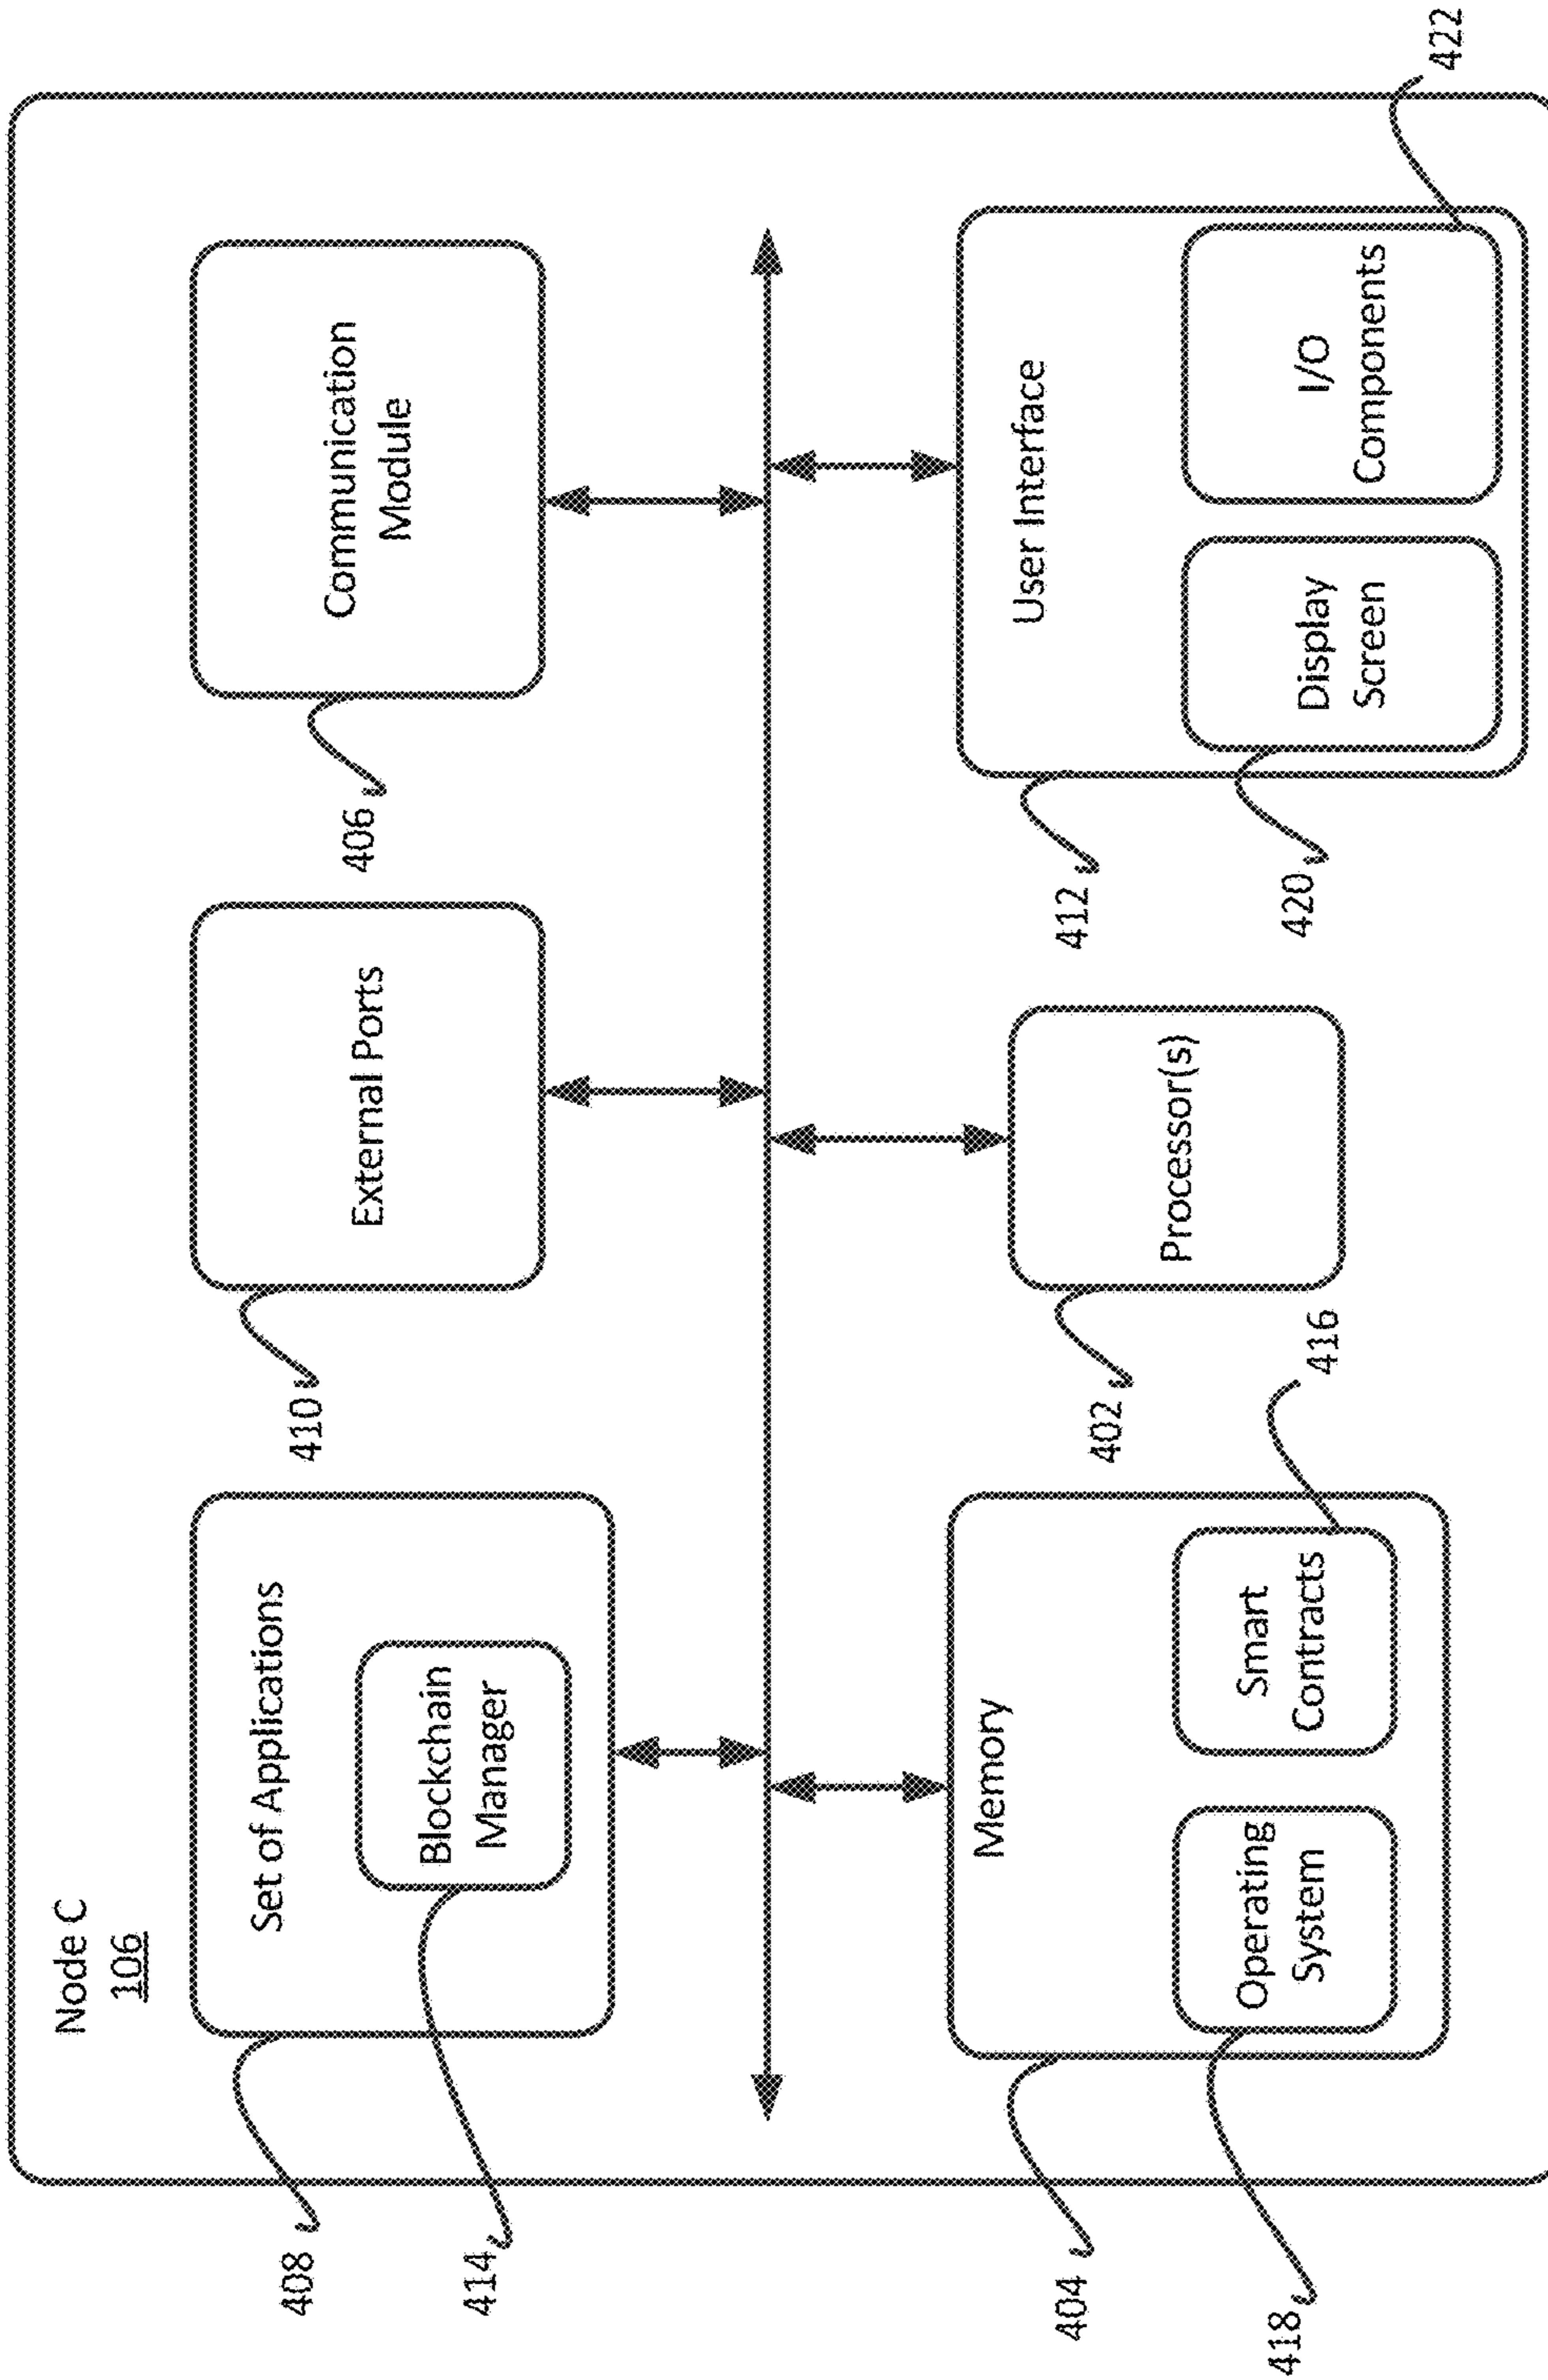 Node C
106
Set of Applications
Blockchain
Manager
408
414
External Ports
410
Communication
Module
406
Memory
Operating
System
Smart
Contracts
404
418
416
Processor(s)
402
User Interface
Display
Screen
I/O
Components
412
420
422